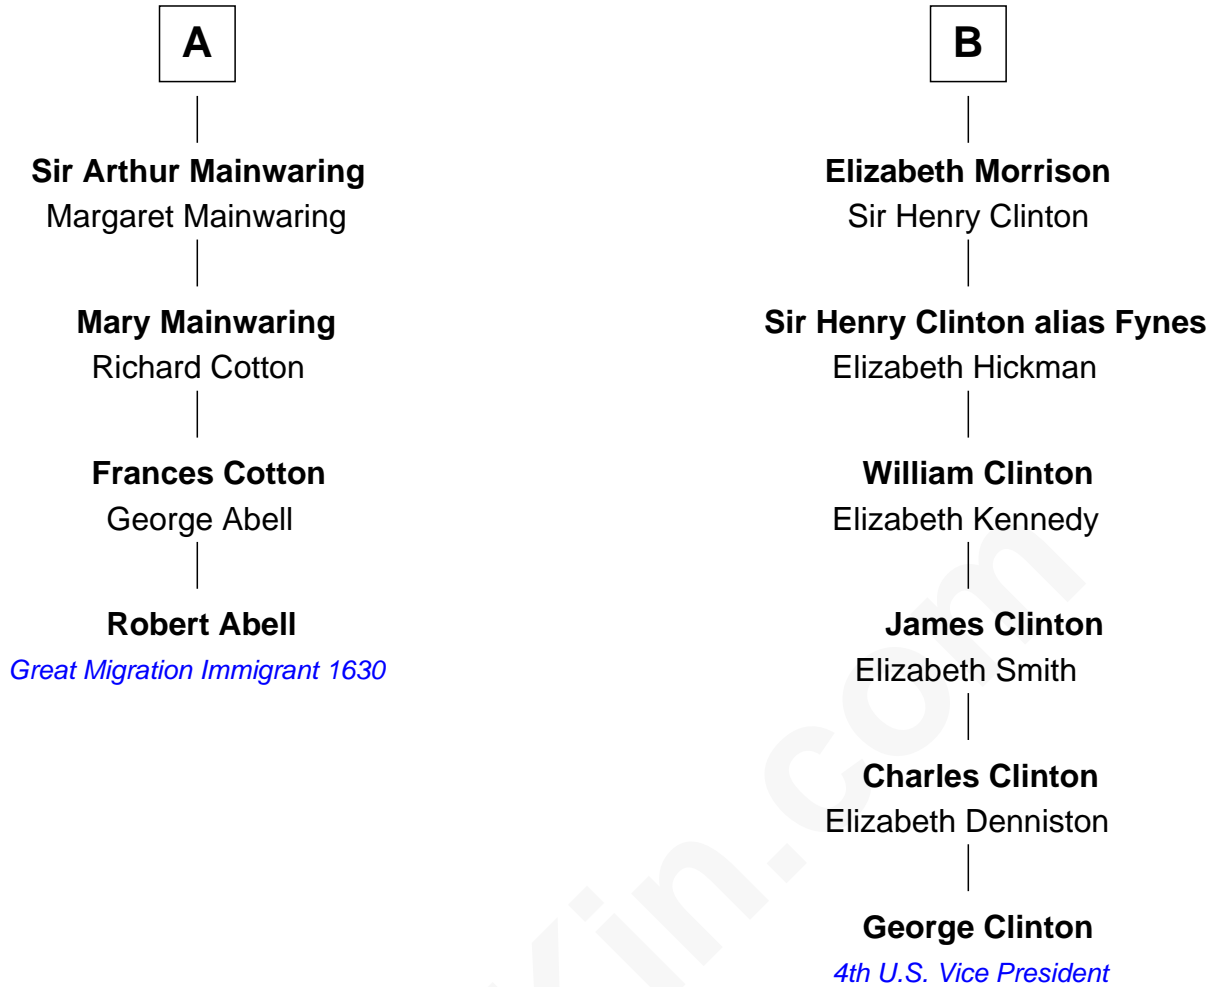 A
Sir Arthur Mainwaring
Margaret Mainwaring
Mary Mainwaring
Richard Cotton
Frances Cotton
George Abell
Robert Abell
Great Migration Immigrant 1630
B
Elizabeth Morrison
Sir Henry Clinton
Sir Henry Clinton alias Fynes
Elizabeth Hickman
William Clinton
Elizabeth Kennedy
James Clinton
Elizabeth Smith
Charles Clinton
Elizabeth Denniston
George Clinton
4th U.S. Vice President
Kin.com